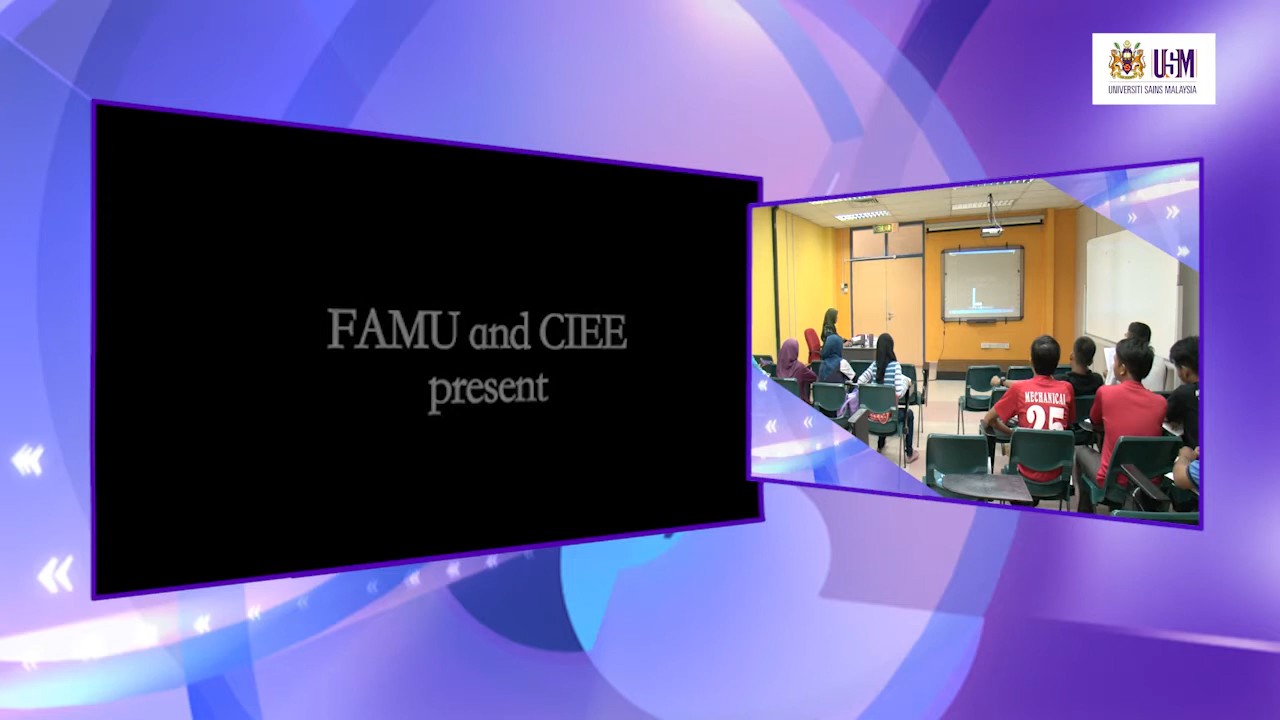 FAMU and CIEE
present
USM
UNIVERSITI SAINS MALAYSIA
MECHANICAL
25